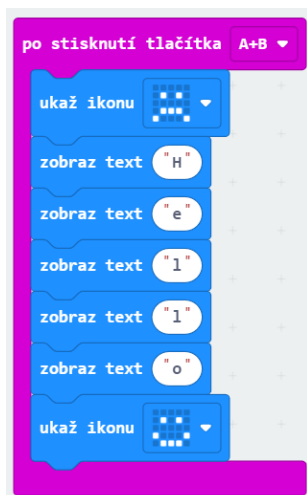 po stisknutí tlačítka A+B
ukaž ikonu
zobraz text "H"
zobraz text "e"
zobraz text "l"
zobraz text "l"
zobraz text "o"
ukaž ikonu